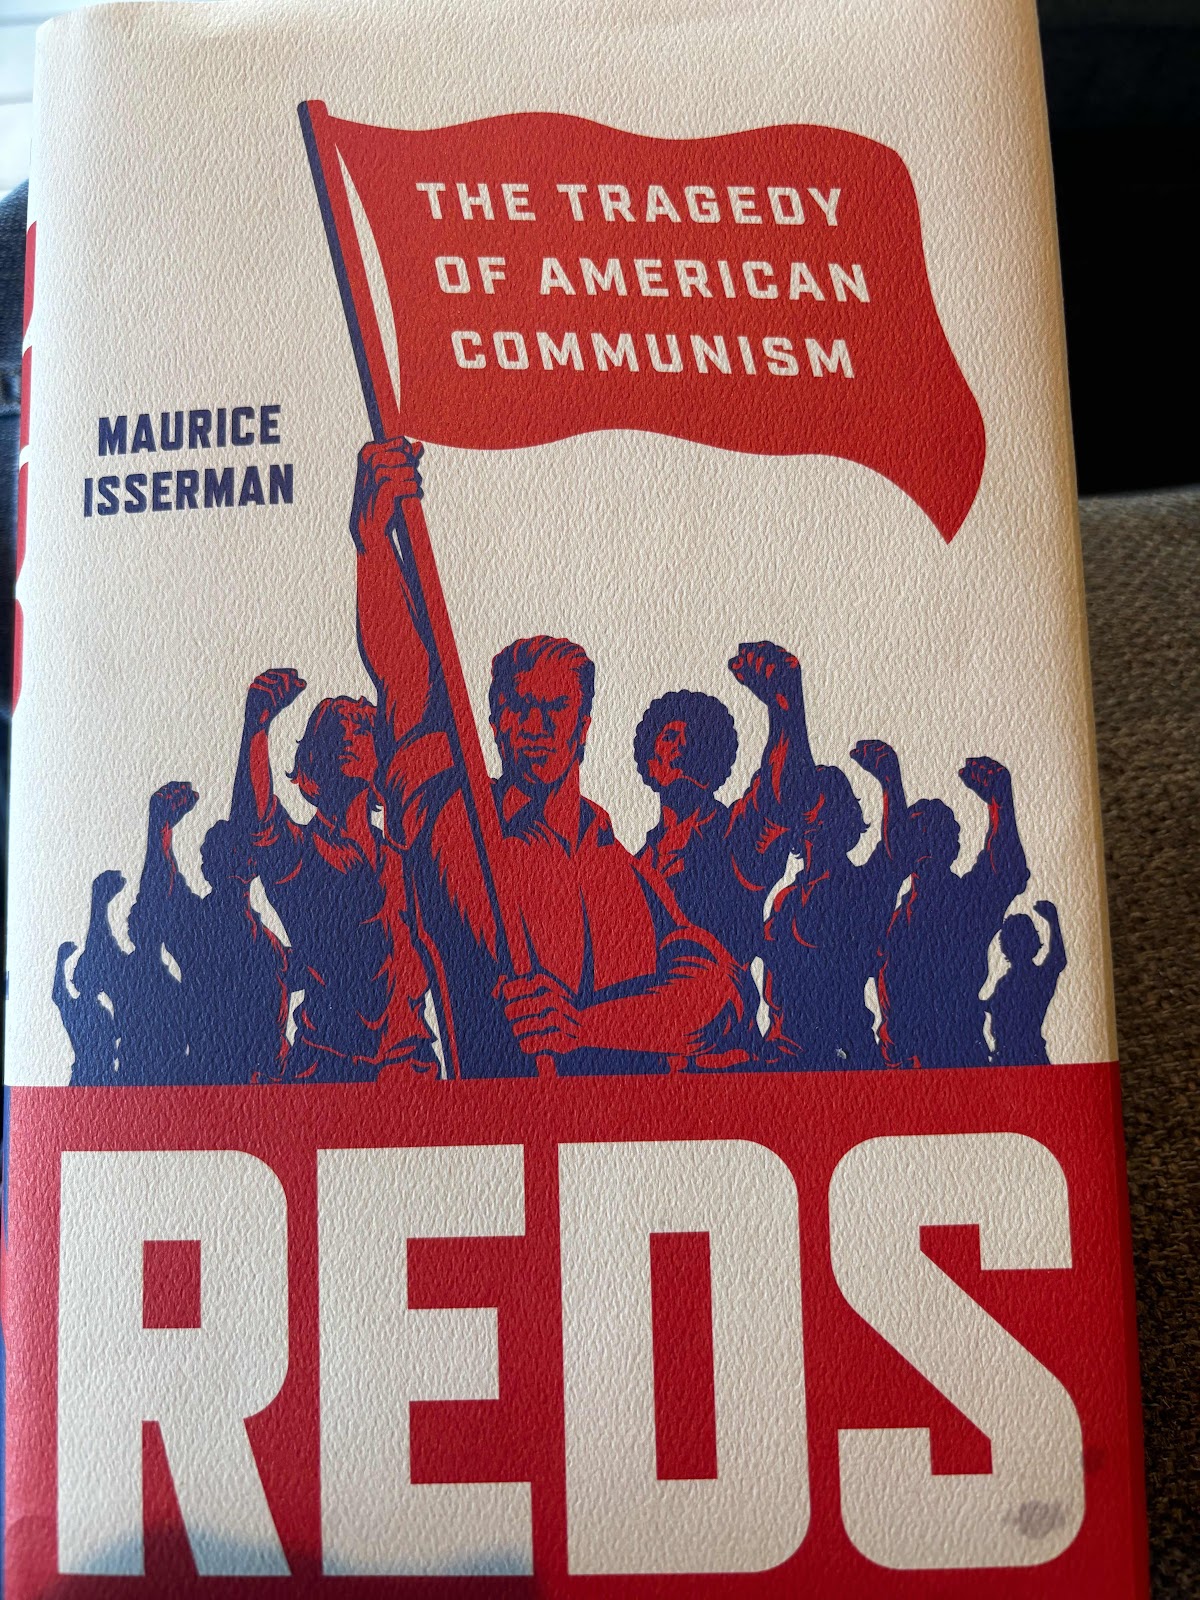 THE TRAGEDY
OF AMERICAN
COMMUNISM
MAURICE
ISSERMAN
REDS